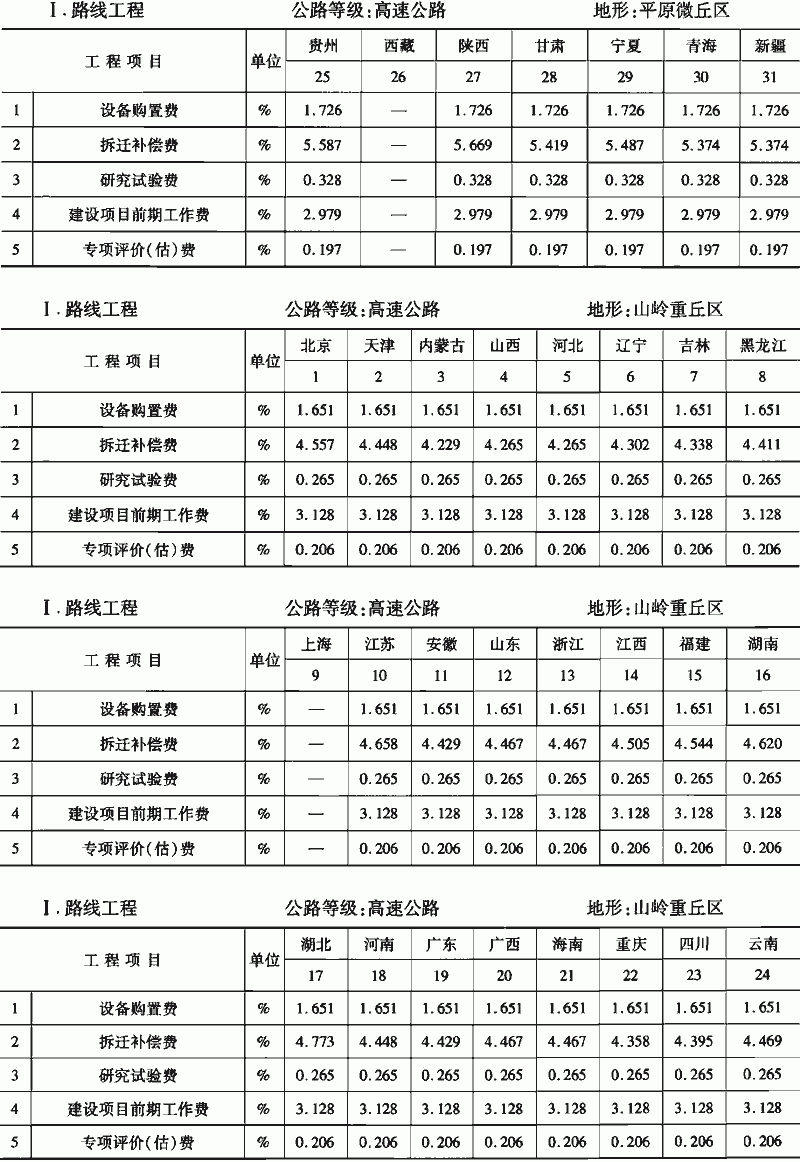 Ⅰ.路线工程 公路等级:高速公路 地形:平原微丘区
工程项目 单位 贵州 西藏 陕西 甘肃 宁夏 青海 新疆
25 26 27 28 29 30 31
1 设备购置费 % 1.726 — 1.726 1.726 1.726 1.726 1.726
2 拆迁补偿费 % 5.587 — 5.669 5.419 5.487 5.374 5.374
3 研究试验费 % 0.328 — 0.328 0.328 0.328 0.328 0.328
4 建设项目前期工作费 % 2.979 — 2.979 2.979 2.979 2.979 2.979
5 专项评价(估)费 % 0.197 — 0.197 0.197 0.197 0.197 0.197
Ⅰ.路线工程 公路等级:高速公路 地形:山岭重丘区
工程项目 单位 北京 天津 内蒙古 山西 河北 辽宁 吉林 黑龙江
1 2 3 4 5 6 7 8
1 设备购置费 % 1.651 1.651 1.651 1.651 1.651 1.651 1.651 1.651
2 拆迁补偿费 % 4.557 4.448 4.229 4.265 4.265 4.302 4.338 4.411
3 研究试验费 % 0.265 0.265 0.265 0.265 0.265 0.265 0.265 0.265
4 建设项目前期工作费 % 3.128 3.128 3.128 3.128 3.128 3.128 3.128 3.128
5 专项评价(估)费 % 0.206 0.206 0.206 0.206 0.206 0.206 0.206 0.206
Ⅰ.路线工程 公路等级:高速公路 地形:山岭重丘区
工程项目 单位 上海 江苏 安徽 山东 浙江 江西 福建 湖南
9 10 11 12 13 14 15 16
1 设备购置费 % — 1.651 1.651 1.651 1.651 1.651 1.651 1.651
2 拆迁补偿费 % — 4.658 4.429 4.467 4.467 4.505 4.544 4.620
3 研究试验费 % — 0.265 0.265 0.265 0.265 0.265 0.265 0.265
4 建设项目前期工作费 % — 3.128 3.128 3.128 3.128 3.128 3.128 3.128
5 专项评价(估)费 % — 0.206 0.206 0.206 0.206 0.206 0.206 0.206
Ⅰ.路线工程 公路等级:高速公路 地形:山岭重丘区
工程项目 单位 湖北 河南 广东 广西 海南 重庆 四川 云南
17 18 19 20 21 22 23 24
1 设备购置费 % 1.651 1.651 1.651 1.651 1.651 1.651 1.651 1.651
2 拆迁补偿费 % 4.773 4.448 4.429 4.467 4.467 4.358 4.395 4.469
3 研究试验费 % 0.265 0.265 0.265 0.265 0.265 0.265 0.265 0.265
4 建设项目前期工作费 % 3.128 3.128 3.128 3.128 3.128 3.128 3.128 3.128
5 专项评价(估)费 % 0.206 0.206 0.206 0.206 0.206 0.206 0.206 0.206